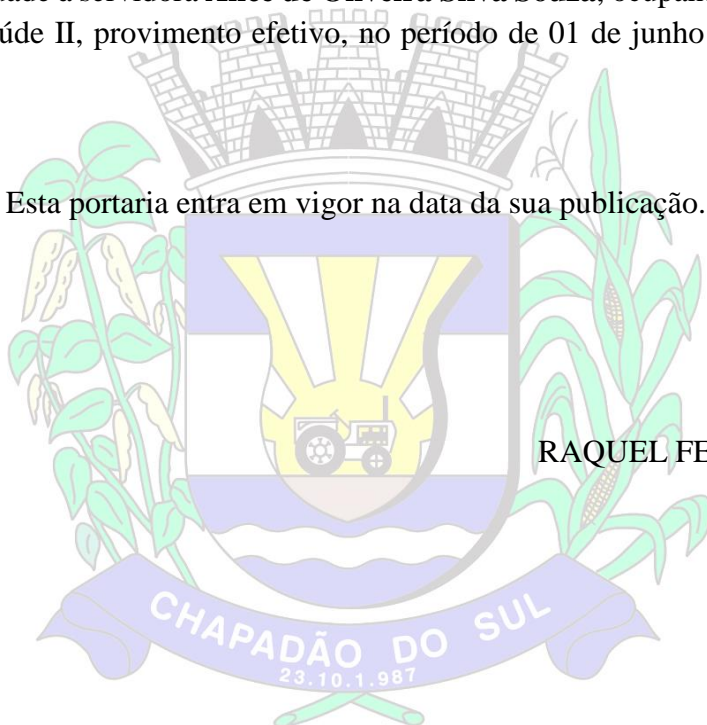 úde II, provimento efetivo, no período de 01 de junho
Esta portaria entra em vigor na data da sua publicação.
RAQUEL FE
CHAPADÃO DO SUL
23.10.1.987